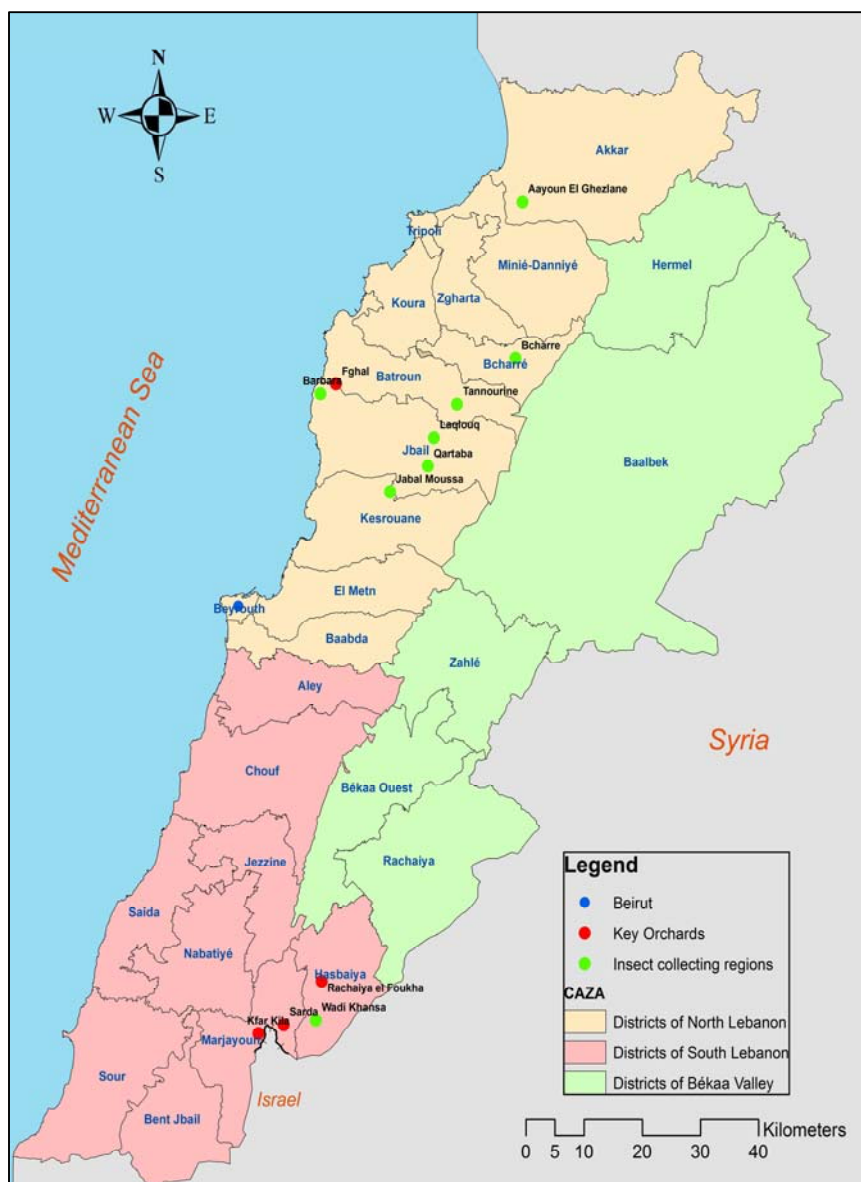 N
W
E
S
Akkar
Aayoun El Ghezlane
Tripoli
Minié-Danniyé
Hermel
Koura
Zgharta
Bcharre
Bcharré
Fghal
Batroun
Barbara
Tannourine
Laqlouq
Jbail
Qartaba
Baalbek
Jabal Moussa
Kesrouane
Mediterranean Sea
El Metn
Beyrouth
Baabda
Zahlé
Aley
Syria
Chouf
Békaa Ouest
Jezzine
Rachaiya
Saida
Nabatiyé
Hasbaiya
Rachaiya el Foukha
Sarda
Wadi Khansa
Kfar Kila
Marjayoun
Sour
Israel
Bent Jbail
Legend
Beirut
Key Orchards
Insect collecting regions
CAZA
Districts of North Lebanon
Districts of South Lebanon
Districts of Békaa Valley
Kilometers
0 5 10 20 30 40